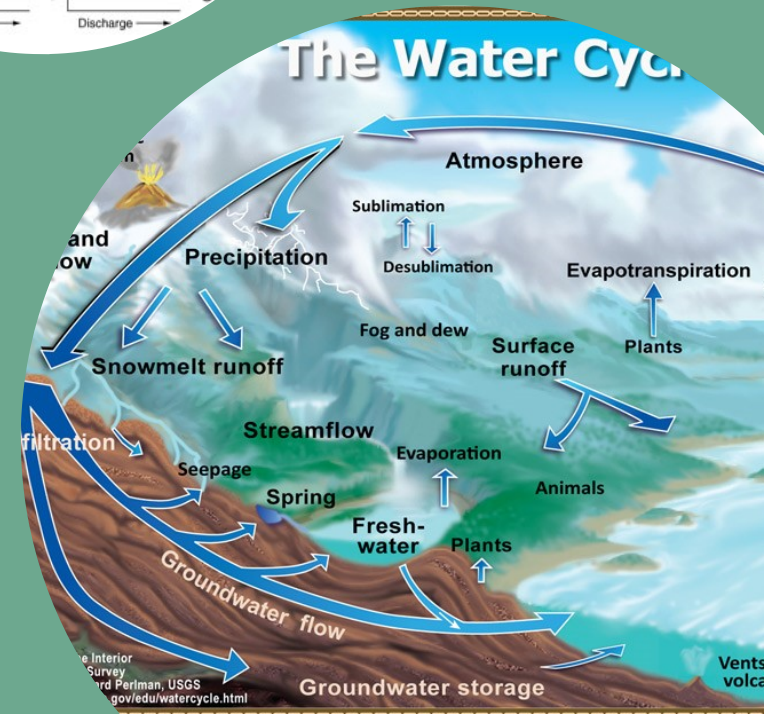 Discharge
The Water Cyc
Atmosphere
Sublimation
Desublimation
and
ow
Precipitation
Evapotranspiration
Fog and dew
Surface
runoff
Plants
Snowmelt runoff
Streamflow
filtration
Evaporation
Seepage
Animals
Spring
Fresh-
water
Plants
Groundwater flow
e Interior
Survey
ard Perlman, USGS
gov/edu/watercycle.html
Groundwater storage
Vents
volca